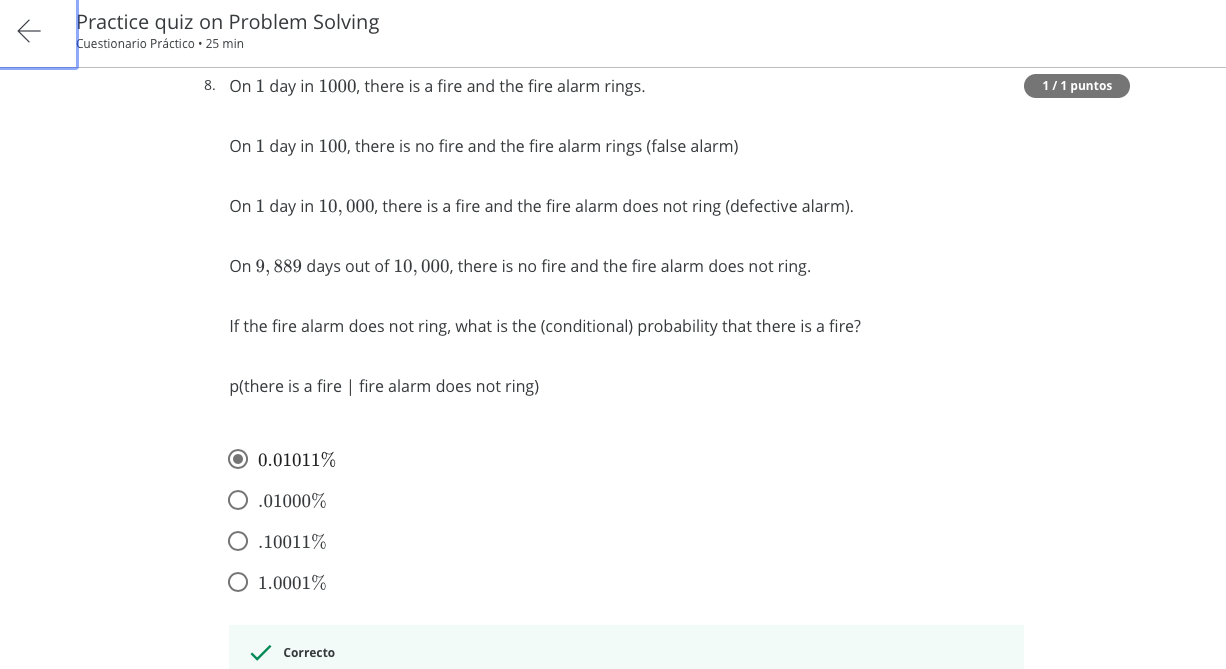 Practice quiz on Problem Solving
Cuestionario Práctico • 25 min
8. On 1 day in 1000, there is a fire and the fire alarm rings.
1 / 1 puntos
On 1 day in 100, there is no fire and the fire alarm rings (false alarm)
On 1 day in 10, 000, there is a fire and the fire alarm does not ring (defective alarm).
On 9, 889 days out of 10, 000, there is no fire and the fire alarm does not ring.
If the fire alarm does not ring, what is the (conditional) probability that there is a fire?
p(there is a fire | fire alarm does not ring)
0.01011%
.01000%
.10011%
1.0001%
Correcto